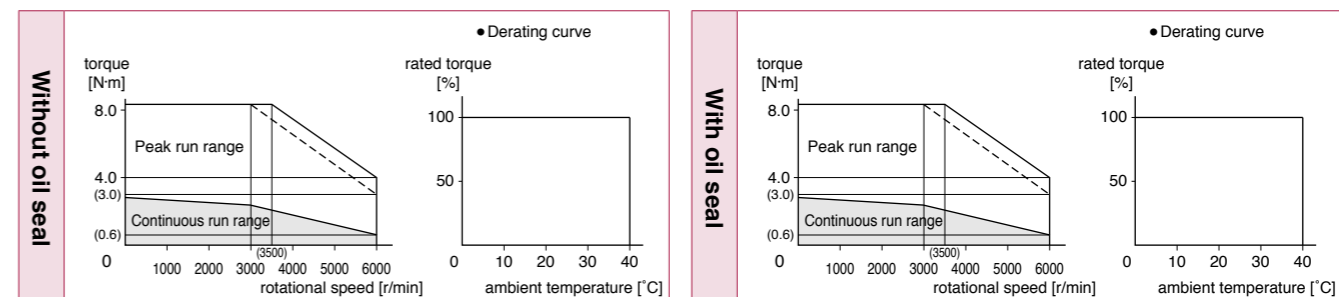 Without oil seal
● Derating curve
torque
[N·m]
8.0
4.0
(3.0)
(0.6)
0
Peak run range
Continuous run range
(3500)
1000 2000 3000 4000 5000 6000
rotational speed [r/min]
rated torque
[%]
100
50
0 10 20 30 40
ambient temperature [˚C]
With oil seal
● Derating curve
torque
[N·m]
8.0
4.0
(3.0)
(0.6)
0
Peak run range
Continuous run range
(3500)
1000 2000 3000 4000 5000 6000
rotational speed [r/min]
rated torque
[%]
100
50
0 10 20 30 40
ambient temperature [˚C]